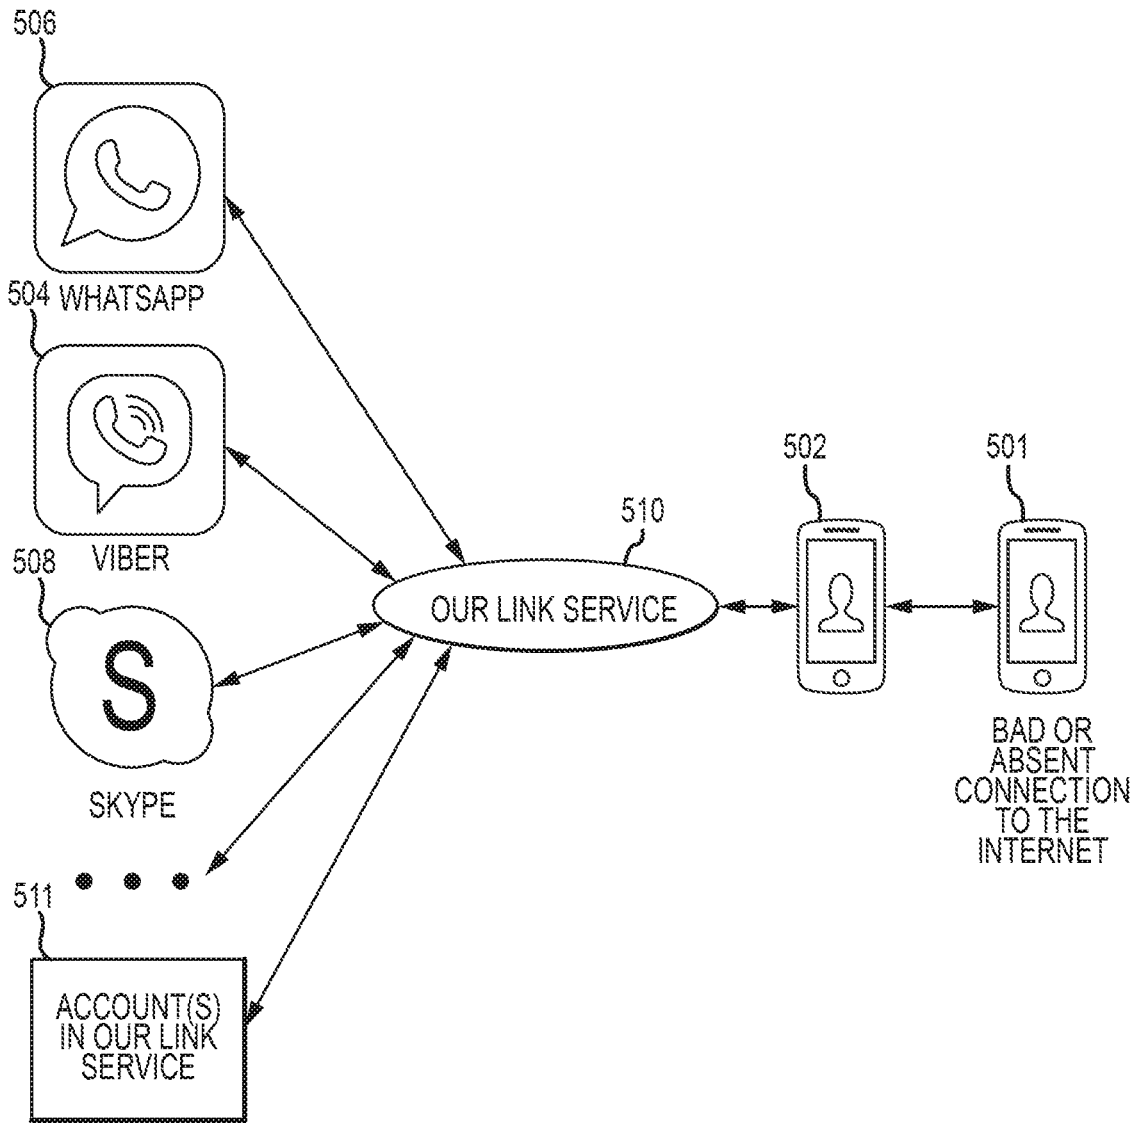 506
WHATSAPP
504
VIBER
508
S
SKYPE
511
ACCOUNT(S)
IN OUR LINK
SERVICE
510
OUR LINK SERVICE
502
501
BAD OR
ABSENT
CONNECTION
TO THE
INTERNET